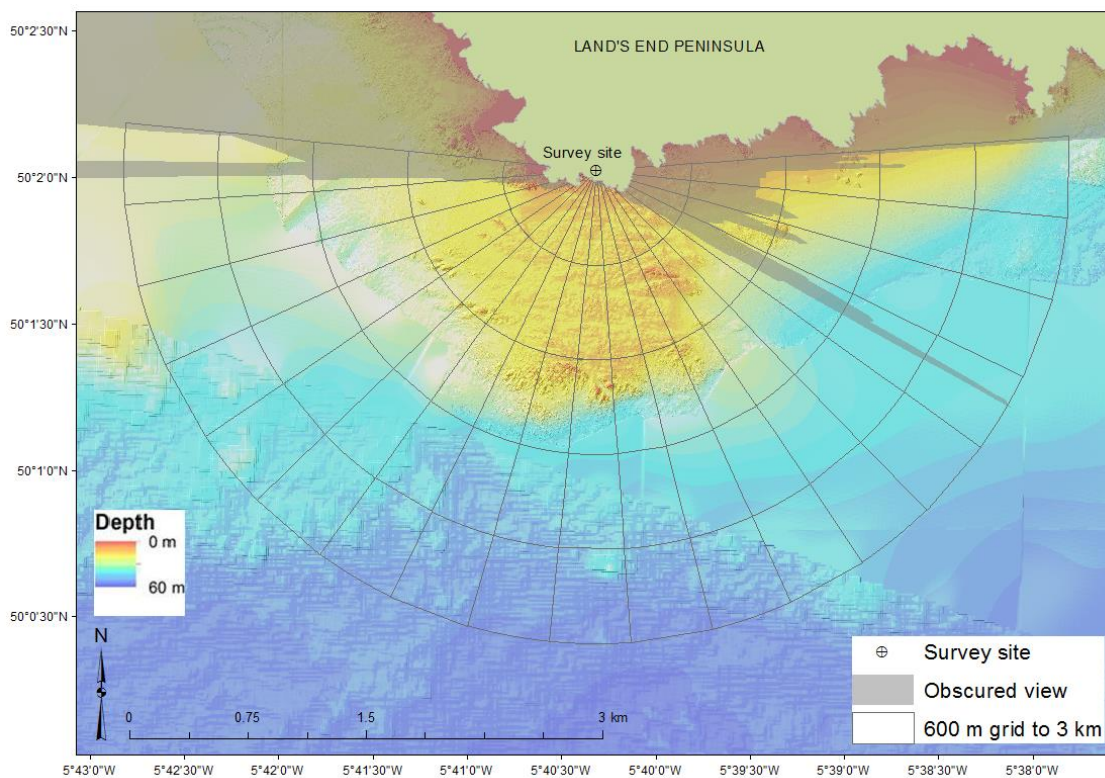 50°2'30"N
LAND'S END PENINSULA
Survey site
50°2'0"N
50°1'30"N
50°1'0"N
Depth
0 m
60 m
50°0'30"N
N
0 0.75 1.5 3 km
Survey site
Obscured view
600 m grid to 3 km
5°43'0"W 5°42'30"W 5°42'0"W 5°41'30"W 5°41'0"W 5°40'30"W 5°40'0"W 5°39'30"W 5°39'0"W 5°38'30"W 5°38'0"W